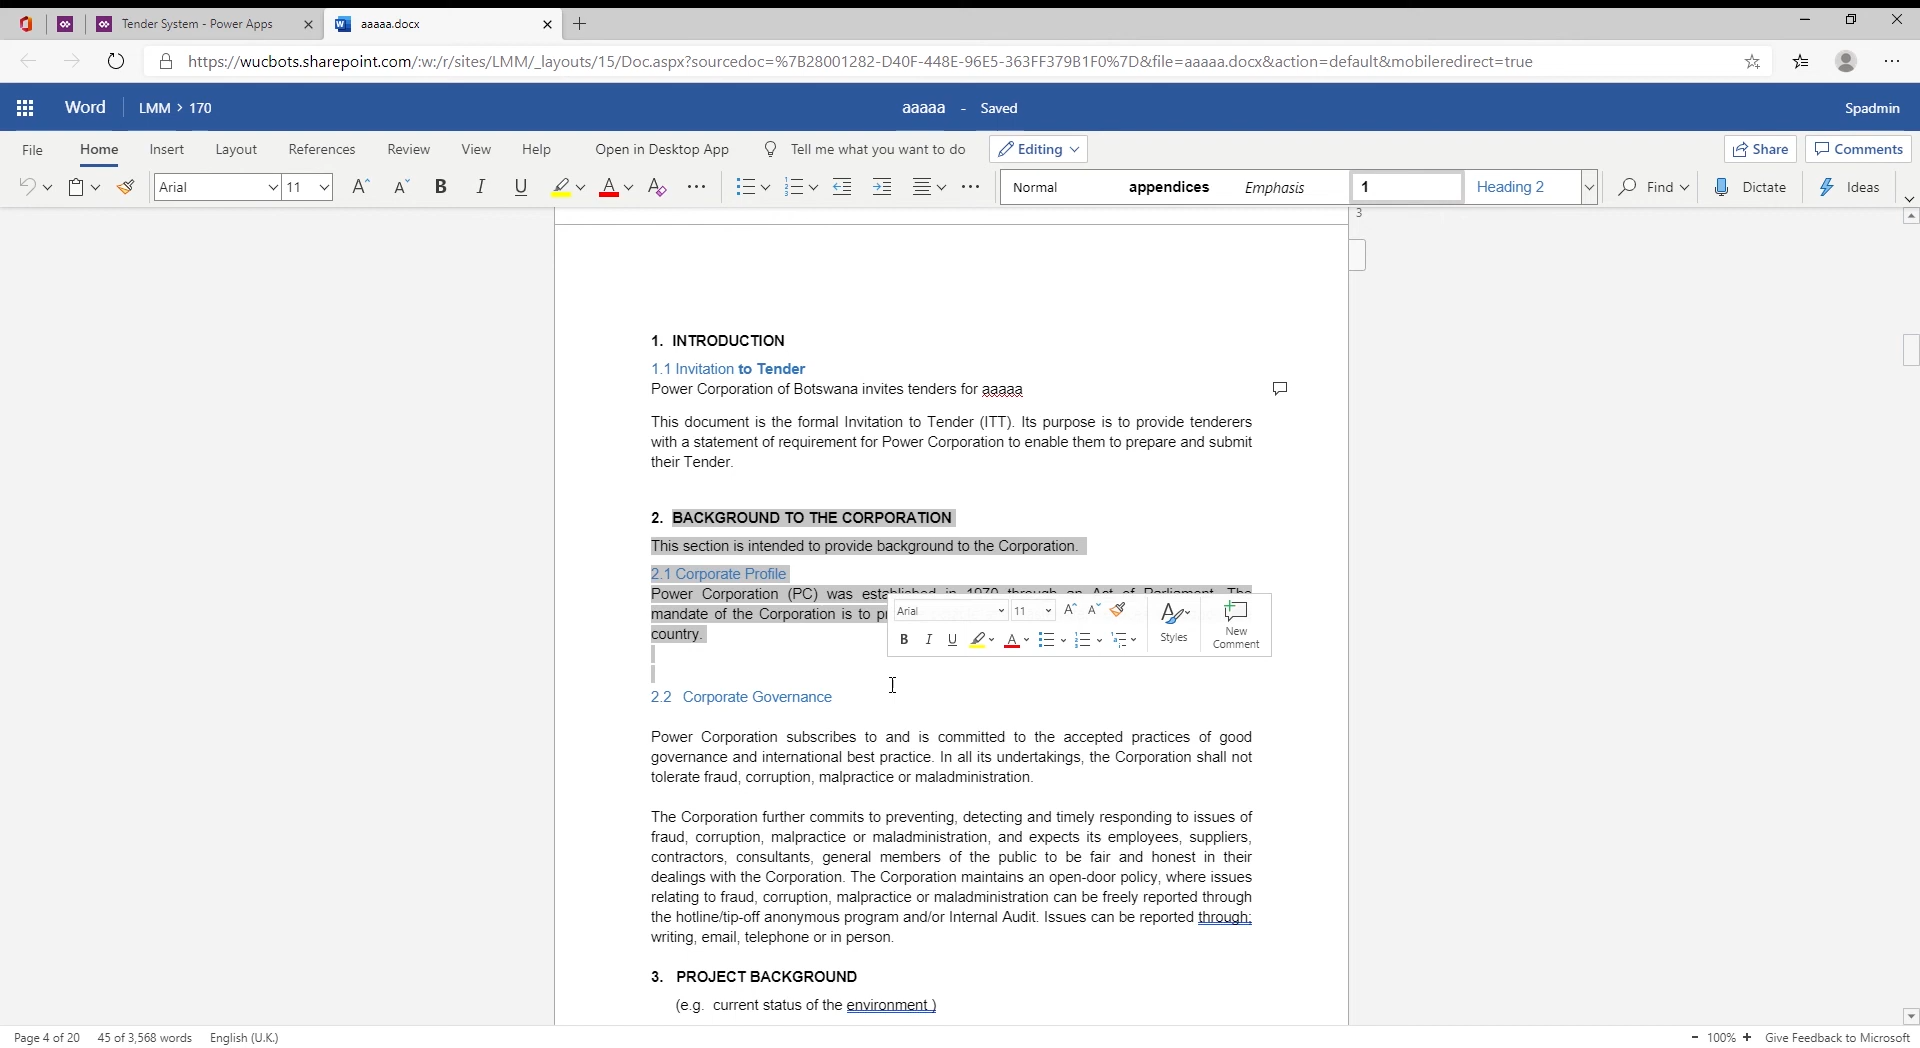 Tender System - Power Apps
aaaaa.docx
https://wucbots.sharepoint.com/:w:/r/sites/LMM/_layouts/15/Doc.aspx?sourcedoc=%7B28001282-D40F-448E-96E5-363FF379B1F0%7D&file=aaaaa.docx&action=default&mobileredirect=true
Word LMM > 170 aaaaa - Saved Spadmin
File Home Insert Layout References Review View Help Open in Desktop App Tell me what you want to do Editing Share Comments
Arial 11 A A B I U A A Normal appendices Emphasis 1 Heading 2 Find Dictate Ideas
3
1. INTRODUCTION
1.1 Invitation to Tender
Power Corporation of Botswana invites tenders for aaaaa
This document is the formal Invitation to Tender (ITT). Its purpose is to provide tenderers
with a statement of requirement for Power Corporation to enable them to prepare and submit
their Tender.
2. BACKGROUND TO THE CORPORATION
This section is intended to provide background to the Corporation.
2.1 Corporate Profile
Power Corporation (PC) was established in 1970 through an Act of Parliament. The
mandate of the Corporation is to
country.
Arial 11 A A
B I U A Styles New
Comment
2.2 Corporate Governance
Power Corporation subscribes to and is committed to the accepted practices of good
governance and international best practice. In all its undertakings, the Corporation shall not
tolerate fraud, corruption, malpractice or maladministration.
The Corporation further commits to preventing, detecting and timely responding to issues of
fraud, corruption, malpractice or maladministration, and expects its employees, suppliers,
contractors, consultants, general members of the public to be fair and honest in their
dealings with the Corporation. The Corporation maintains an open-door policy, where issues
relating to fraud, corruption, malpractice or maladministration can be freely reported through
the hotline/tip-off anonymous program and/or Internal Audit. Issues can be reported through;
writing, email, telephone or in person.
3. PROJECT BACKGROUND
(e.g. current status of the environment )
Page 4 of 20 45 of 3,568 words English (U.K.) - 100% + Give Feedback to Microsoft